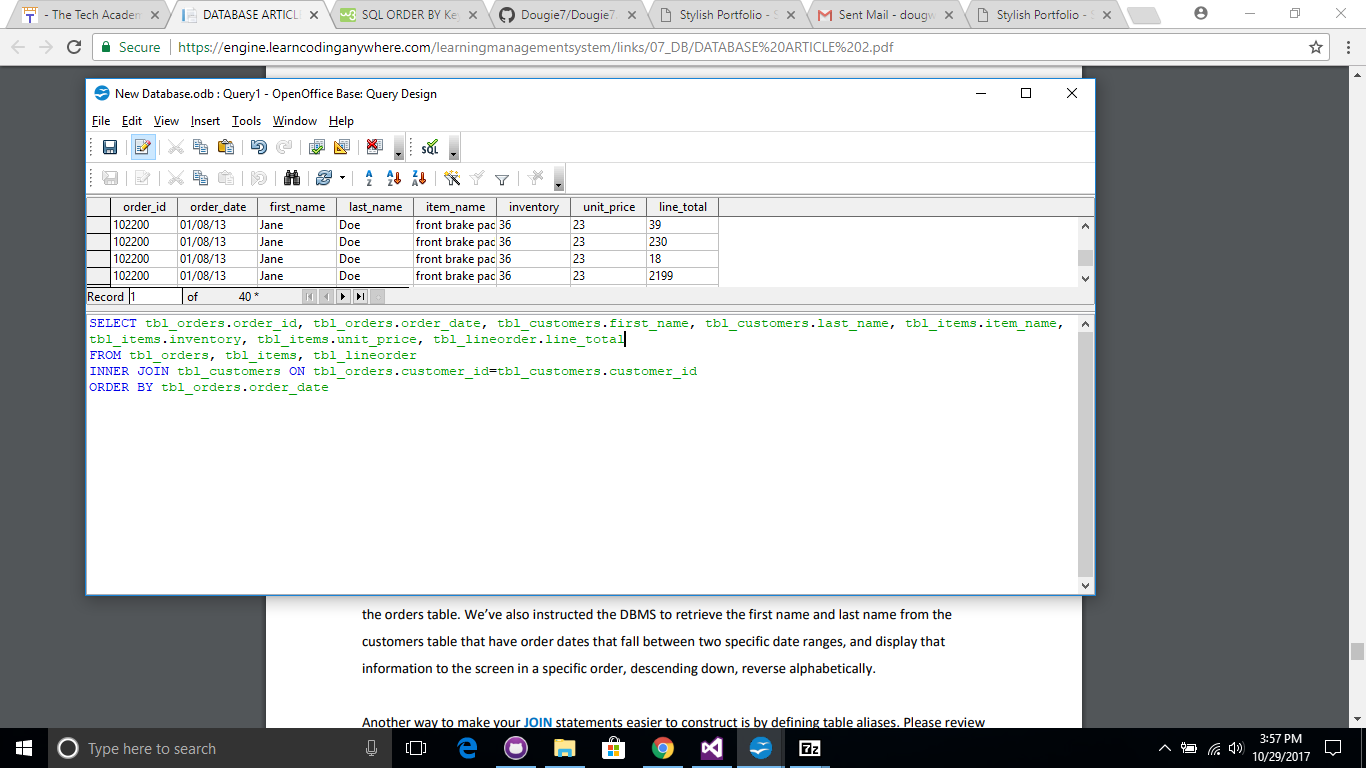 - The Tech Acaden
DATABASE ARTICLE
SQL ORDER BY Key
Dougie7/Dougie7.
Stylish Portfolio - S
Sent Mail - dougw
Stylish Portfolio - S
Secure https://engine.learncodinganywhere.com/learningmanagementsystem/links/07_DB/DATABASE%20ARTICLE%202.pdf
New Database.odb : Query1 - OpenOffice Base: Query Design
File Edit View Insert Tools Window Help
SQL
order_id order_date first_name last_name item_name inventory unit_price line_total
102200 01/08/13 Jane Doe front brake pac 36 23 39
102200 01/08/13 Jane Doe front brake pac 36 23 230
102200 01/08/13 Jane Doe front brake pac 36 23 18
102200 01/08/13 Jane Doe front brake pac 36 23 2199
Record 1 of 40 *
SELECT tbl_orders.order_id, tbl_orders.order_date, tbl_customers.first_name, tbl_customers.last_name, tbl_items.item_name,
tbl_items.inventory, tbl_items.unit_price, tbl_lineorder.line_total
FROM tbl_orders, tbl_items, tbl_lineorder
INNER JOIN tbl_customers ON tbl_orders.customer_id=tbl_customers.customer_id
ORDER BY tbl_orders.order_date
the orders table. We’ve also instructed the DBMS to retrieve the first name and last name from the
customers table that have order dates that fall between two specific date ranges, and display that
information to the screen in a specific order, descending down, reverse alphabetically.
Another way to make your JOIN statements easier to construct is by defining table aliases. Please review
Type here to search
7z
3:57 PM
10/29/2017